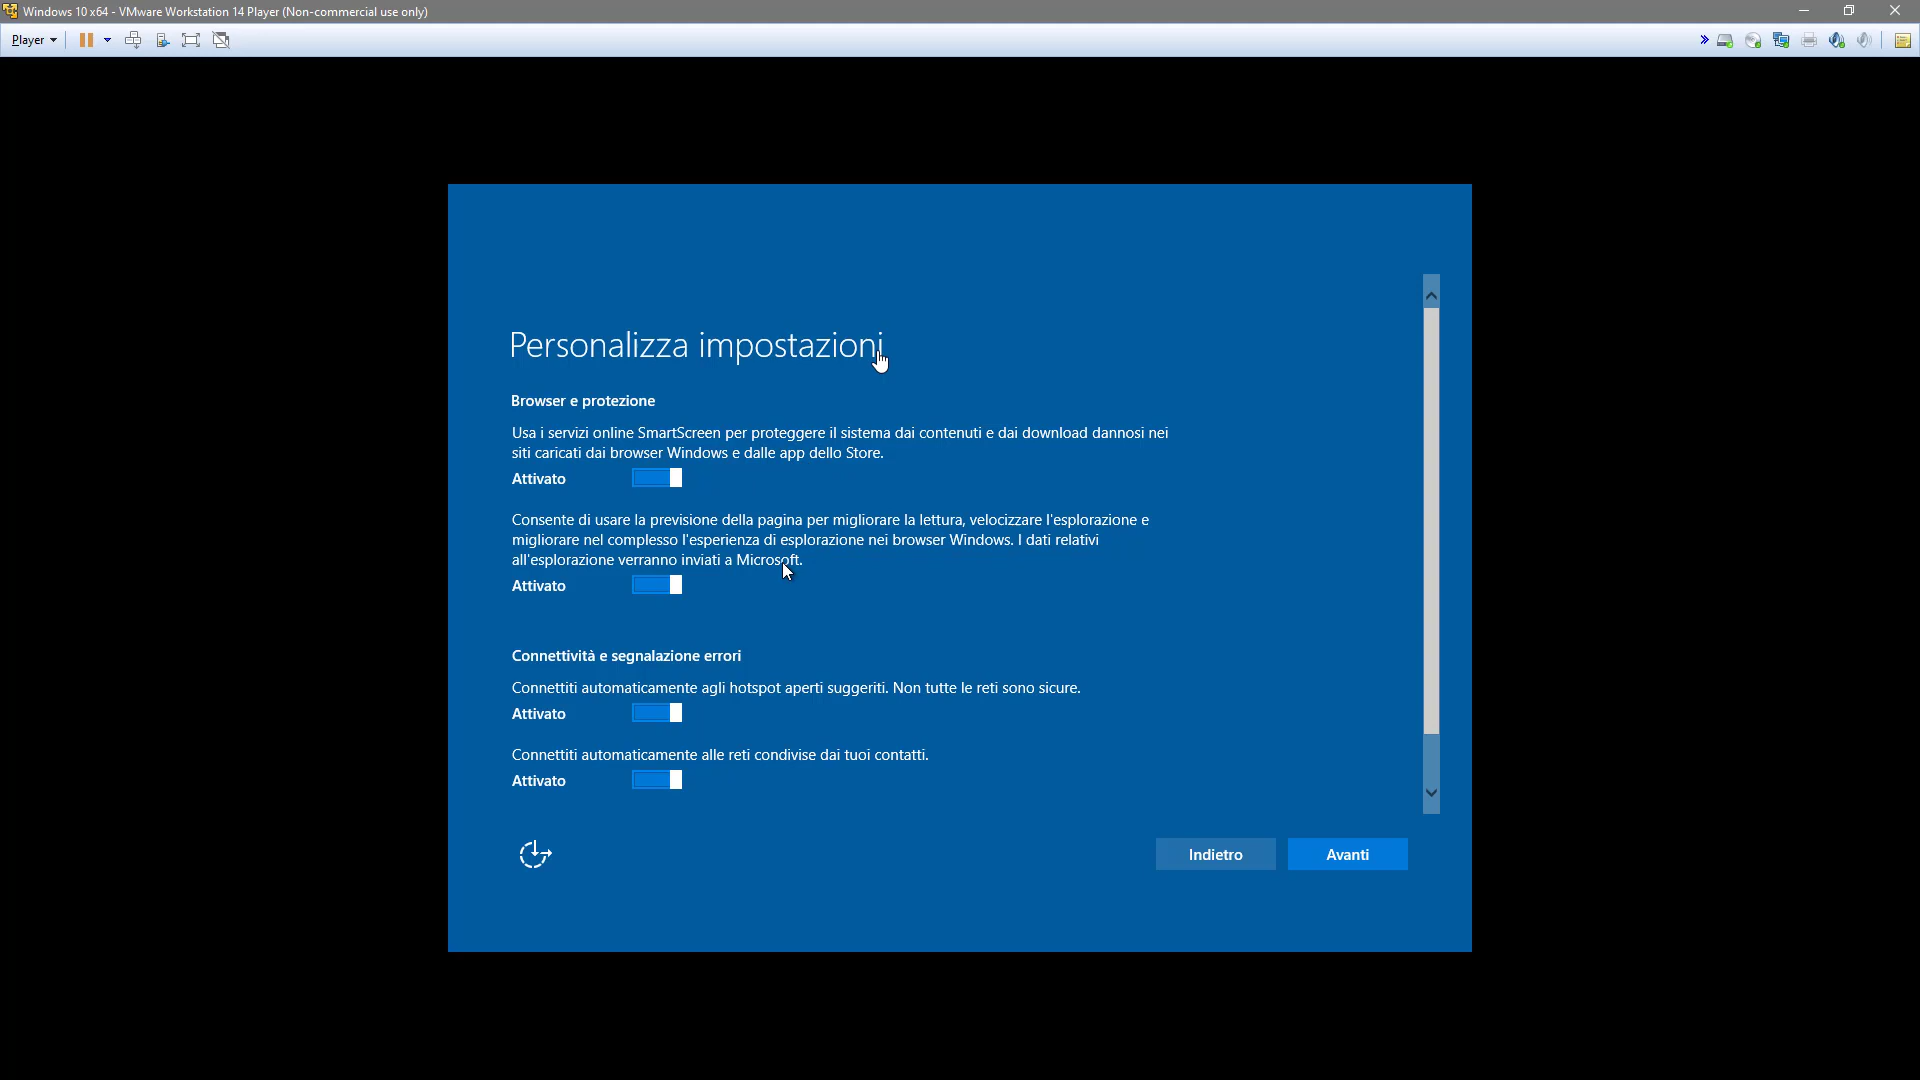 Windows 10 x64 - VMware Workstation 14 Player (Non-commercial use only)
Player
Personalizza impostazioni
Browser e protezione
Usa i servizi online SmartScreen per proteggere il sistema dai contenuti e dai download dannosi nei
siti caricati dai browser Windows e dalle app dello Store.
Attivato
Consente di usare la previsione della pagina per migliorare la lettura, velocizzare l'esplorazione e
migliorare nel complesso l'esperienza di esplorazione nei browser Windows. I dati relativi
all'esplorazione verranno inviati a Microsoft.
Attivato
Connettività e segnalazione errori
Connettiti automaticamente agli hotspot aperti suggeriti. Non tutte le reti sono sicure.
Attivato
Connettiti automaticamente alle reti condivise dai tuoi contatti.
Attivato
Indietro
Avanti